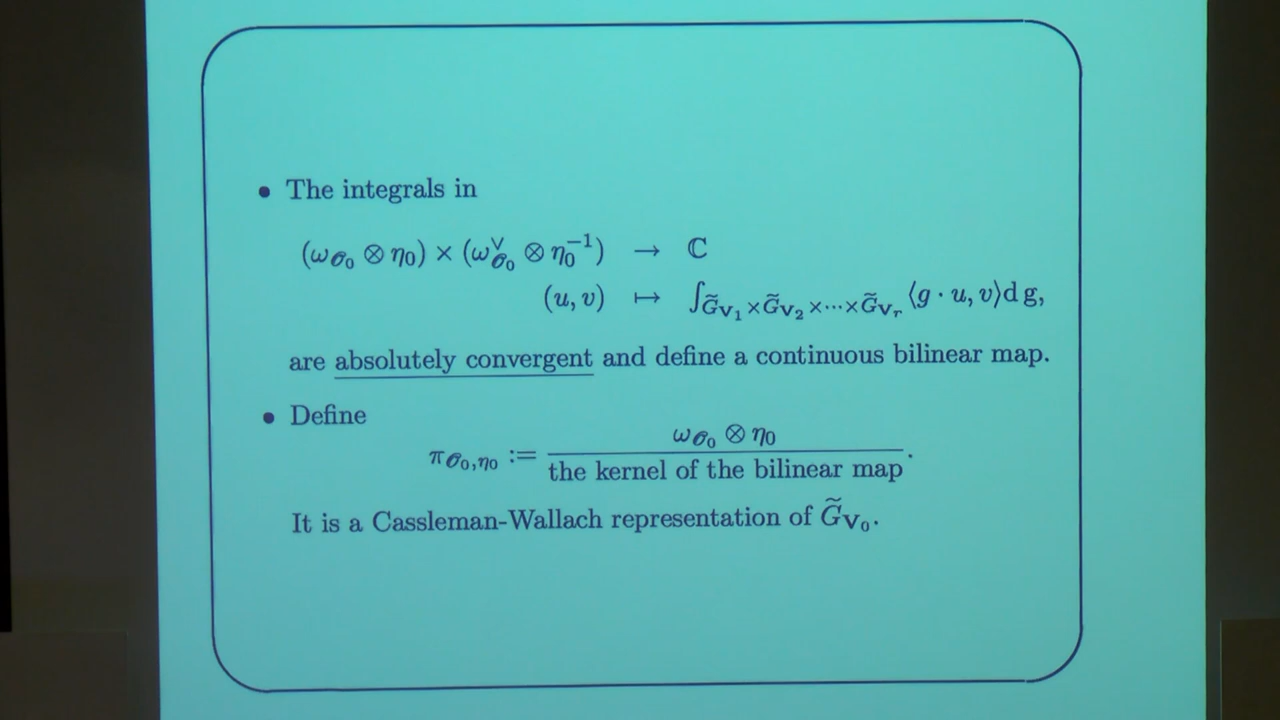 • The integrals in
(ω_{𝒪₀} ⊗ η₀) × (ω^∨_{𝒪₀} ⊗ η₀^{−1}) → ℂ
(u, v) ↦ ∫_{G̃_{V₁}×G̃_{V₂}×···×G̃_{V_r}} ⟨g · u, v⟩d g,
are absolutely convergent and define a continuous bilinear map.
• Define
π_{𝒪₀,η₀} := (ω_{𝒪₀} ⊗ η₀) / (the kernel of the bilinear map).
It is a Cassleman-Wallach representation of G̃_{V₀}.